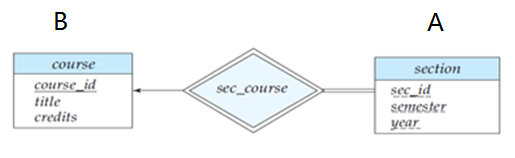 B
A
course
course_id
title
credits
sec_course
section
sec_id
semester
year